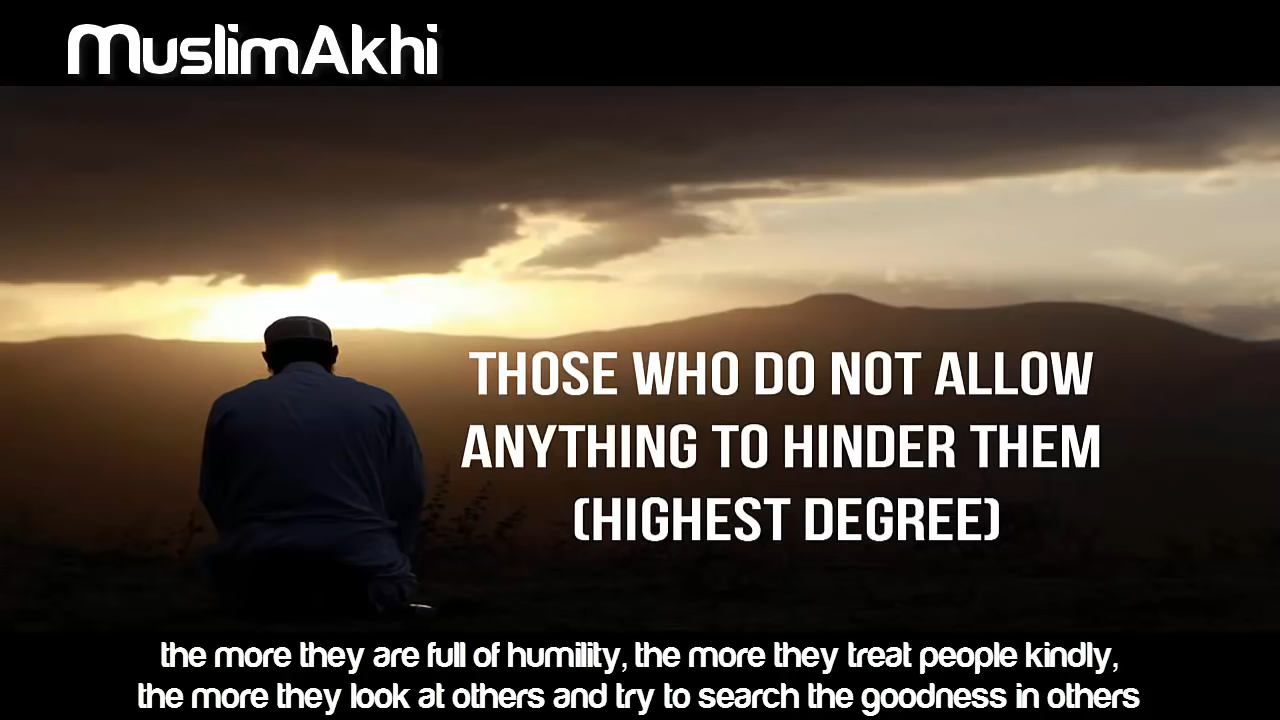 MuslimAkhi
THOSE WHO DO NOT ALLOW
ANYTHING TO HINDER THEM
(HIGHEST DEGREE)
the more they are full of humility, the more they treat people kindly,
the more they look at others and try to search the goodness in others